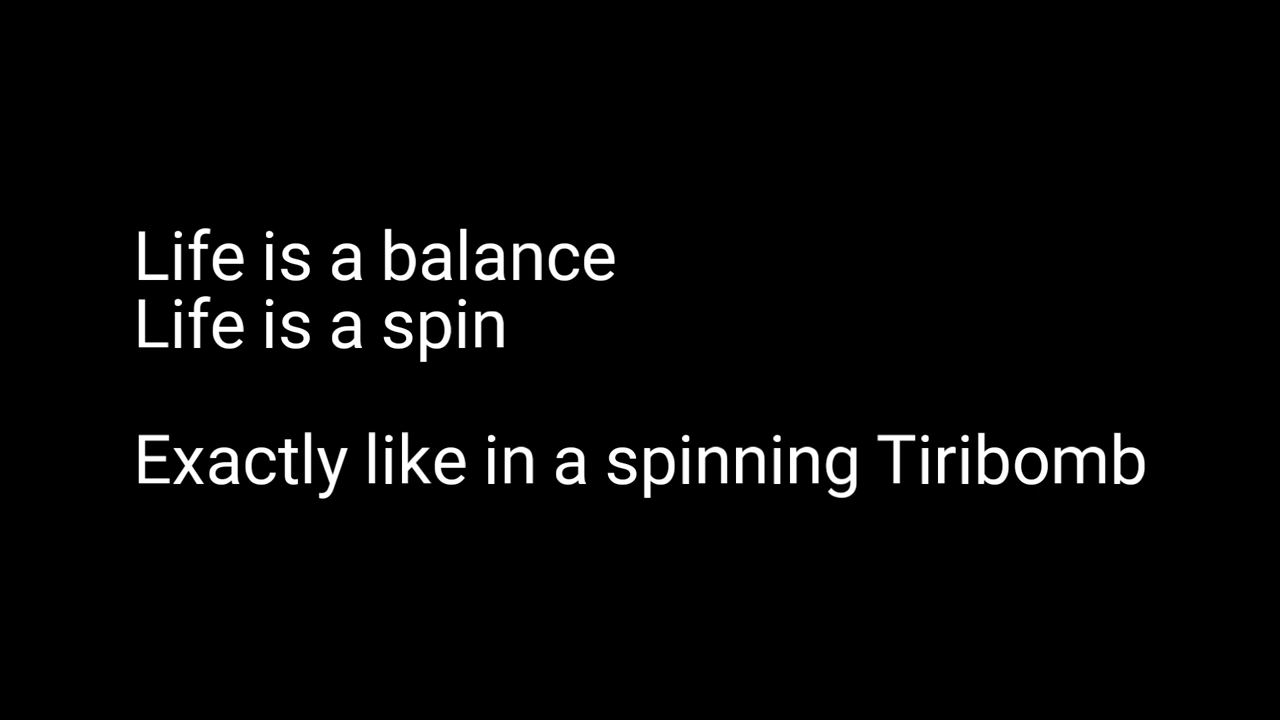 Life is a balance
Life is a spin
Exactly like in a spinning Tiribomb